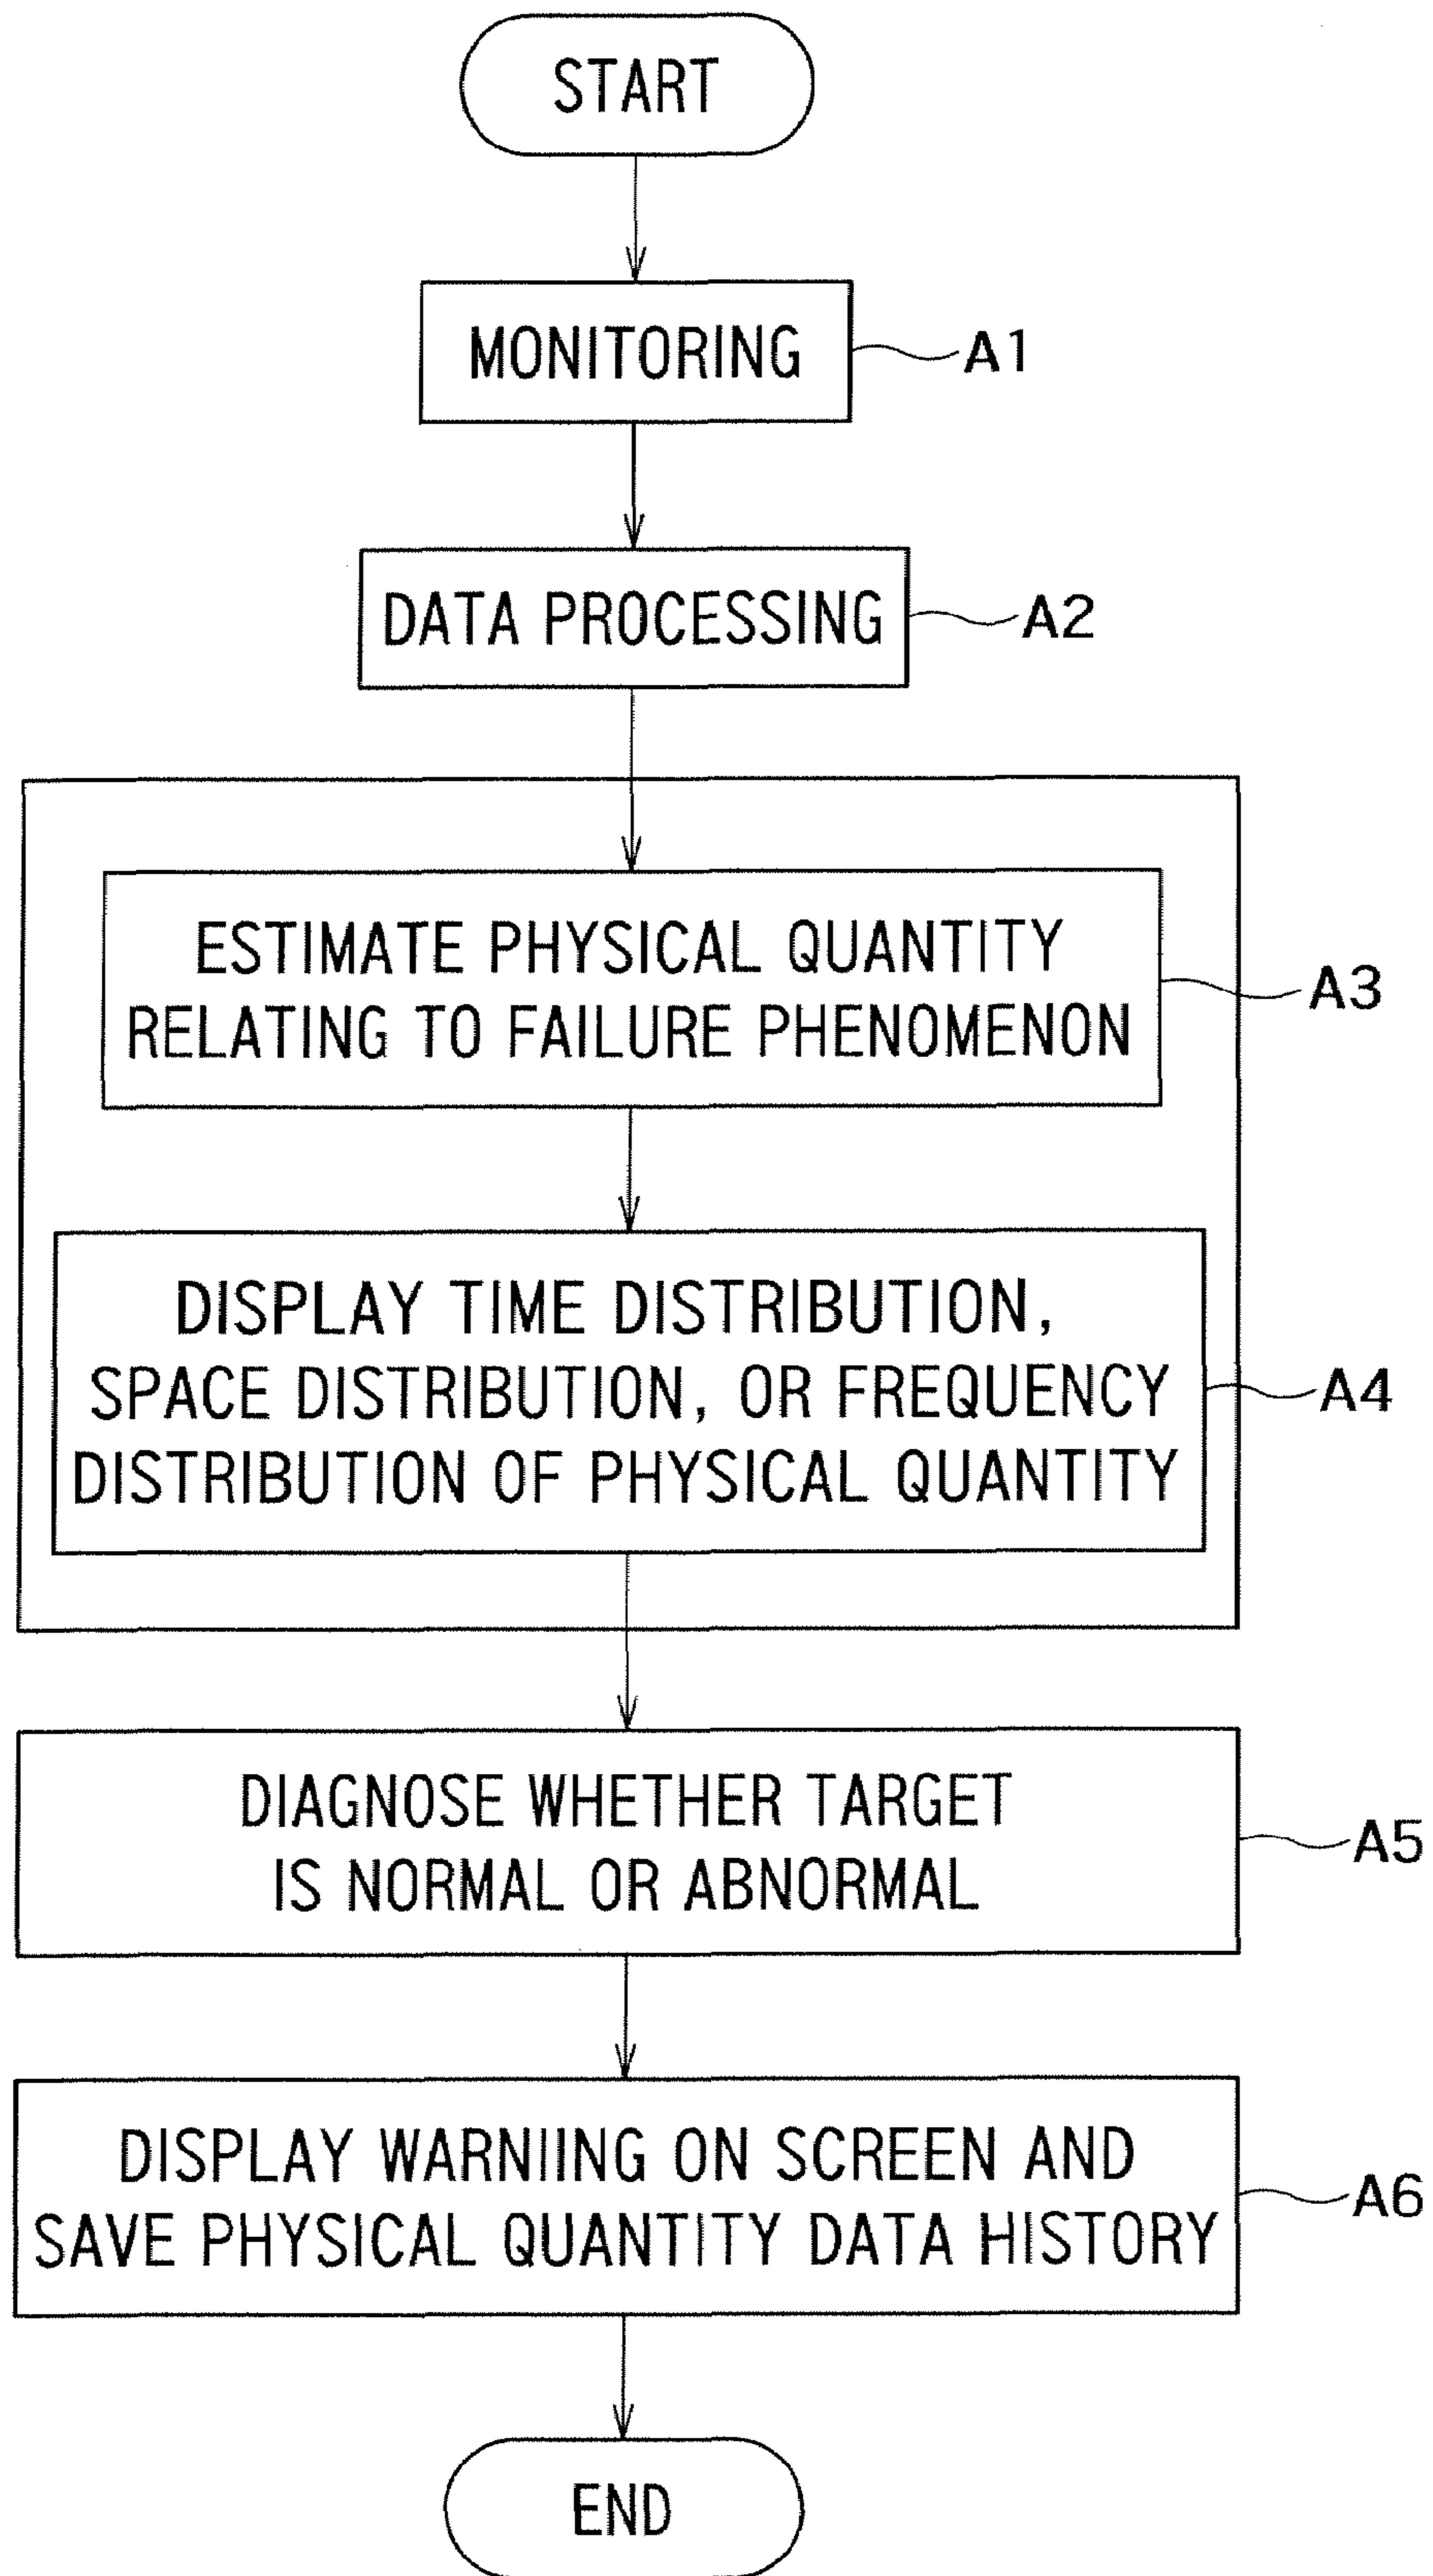 START
MONITORING
A1
DATA PROCESSING
A2
ESTIMATE PHYSICAL QUANTITY
RELATING TO FAILURE PHENOMENON
A3
DISPLAY TIME DISTRIBUTION,
SPACE DISTRIBUTION, OR FREQUENCY
DISTRIBUTION OF PHYSICAL QUANTITY
A4
DIAGNOSE WHETHER TARGET
IS NORMAL OR ABNORMAL
A5
DISPLAY WARNIING ON SCREEN AND
SAVE PHYSICAL QUANTITY DATA HISTORY
A6
END